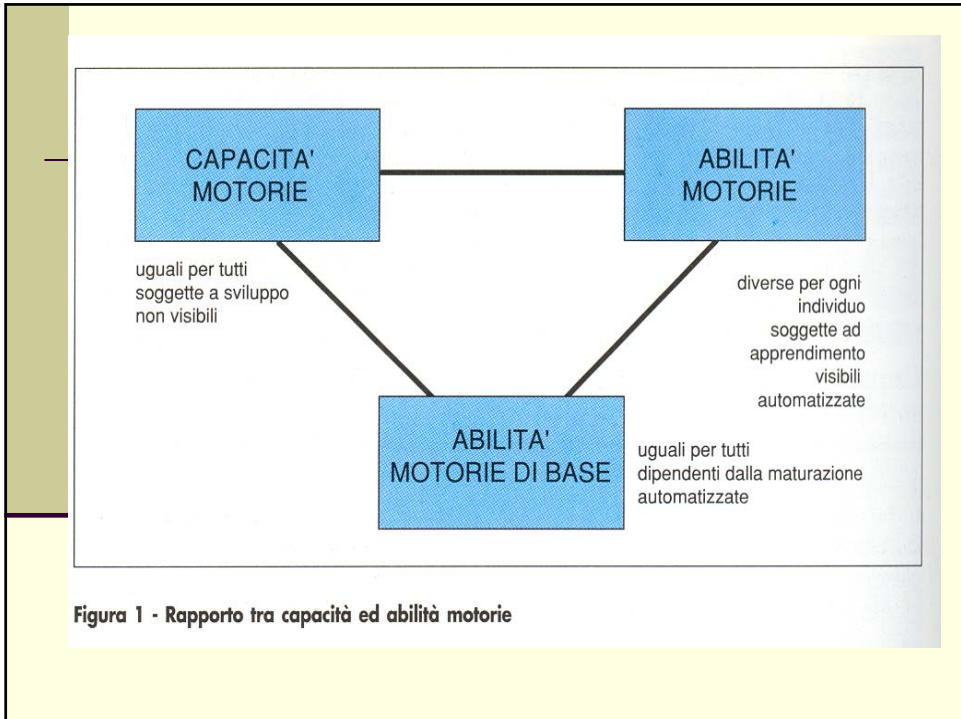 CAPACITA'
MOTORIE
uguali per tutti
soggette a sviluppo
non visibili
ABILITA'
MOTORIE
diverse per ogni
individuo
soggette ad
apprendimento
visibili
automatizzate
ABILITA'
MOTORIE DI BASE
uguali per tutti
dipendenti dalla maturazione
automatizzate
Figura 1 - Rapporto tra capacità ed abilità motorie